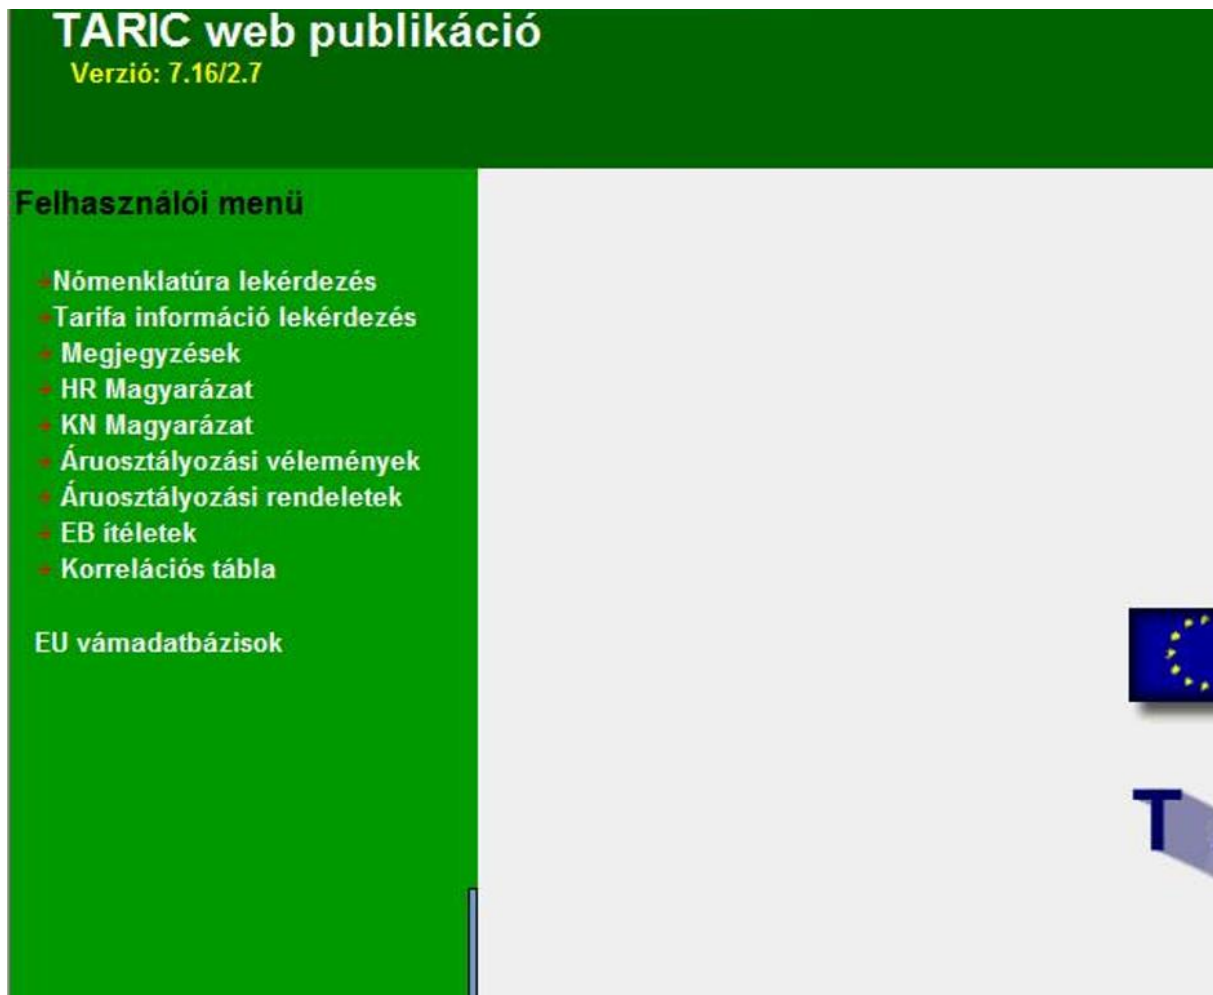 TARIC web publikáció
Verzió: 7.16/2.7
Felhasználói menü
Nómenklatúra lekérdezés
Tarifa információ lekérdezés
Megjegyzések
HR Magyarázat
KN Magyarázat
Áruosztályozási vélemények
Áruosztályozási rendeletek
EB ítéletek
Korrelációs tábla
EU vámadatbázisok
T